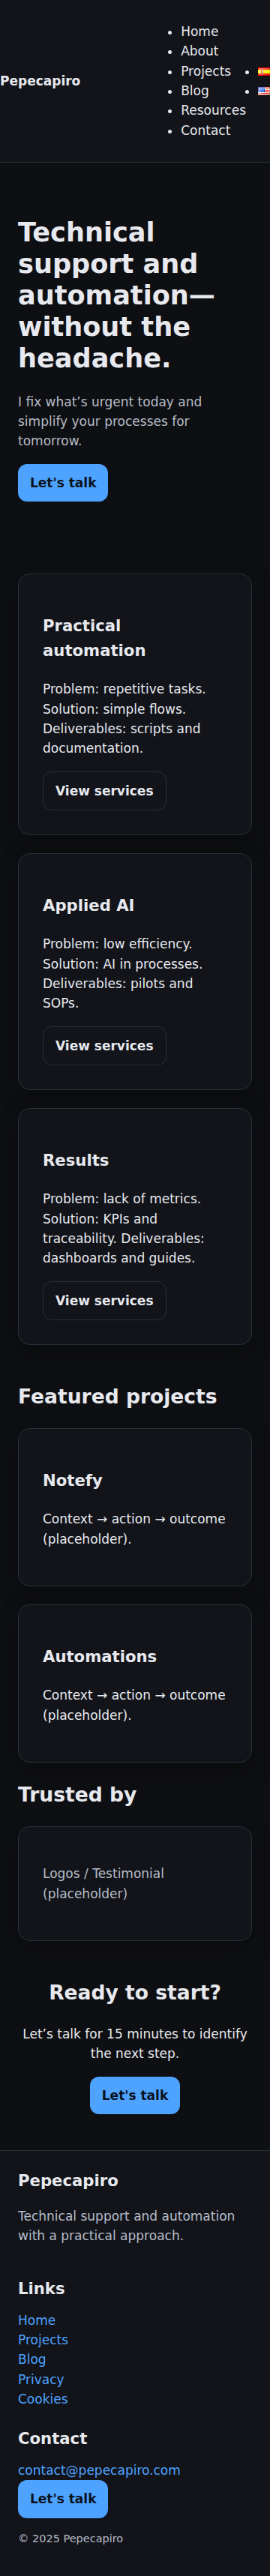 Pepecapiro
Home
About
Projects
Blog
Resources
Contact
Technical
support and
automation—
without the
headache.
I fix what’s urgent today and
simplify your processes for
tomorrow.
Let's talk
Practical
automation
Problem: repetitive tasks.
Solution: simple flows.
Deliverables: scripts and
documentation.
View services
Applied AI
Problem: low efficiency.
Solution: AI in processes.
Deliverables: pilots and
SOPs.
View services
Results
Problem: lack of metrics.
Solution: KPIs and
traceability. Deliverables:
dashboards and guides.
View services
Featured projects
Notefy
Context → action → outcome
(placeholder).
Automations
Context → action → outcome
(placeholder).
Trusted by
Logos / Testimonial
(placeholder)
Ready to start?
Let’s talk for 15 minutes to identify
the next step.
Let's talk
Pepecapiro
Technical support and automation
with a practical approach.
Links
Home
Projects
Blog
Privacy
Cookies
Contact
contact@pepecapiro.com
Let's talk
© 2025 Pepecapiro